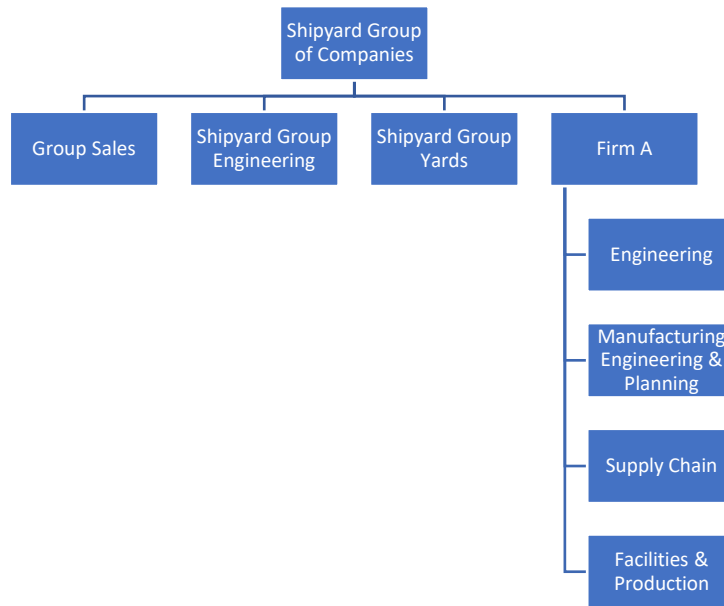 Shipyard Group
of Companies
Group Sales
Shipyard Group
Engineering
Shipyard Group
Yards
Firm A
Engineering
Manufacturing
Engineering &
Planning
Supply Chain
Facilities &
Production